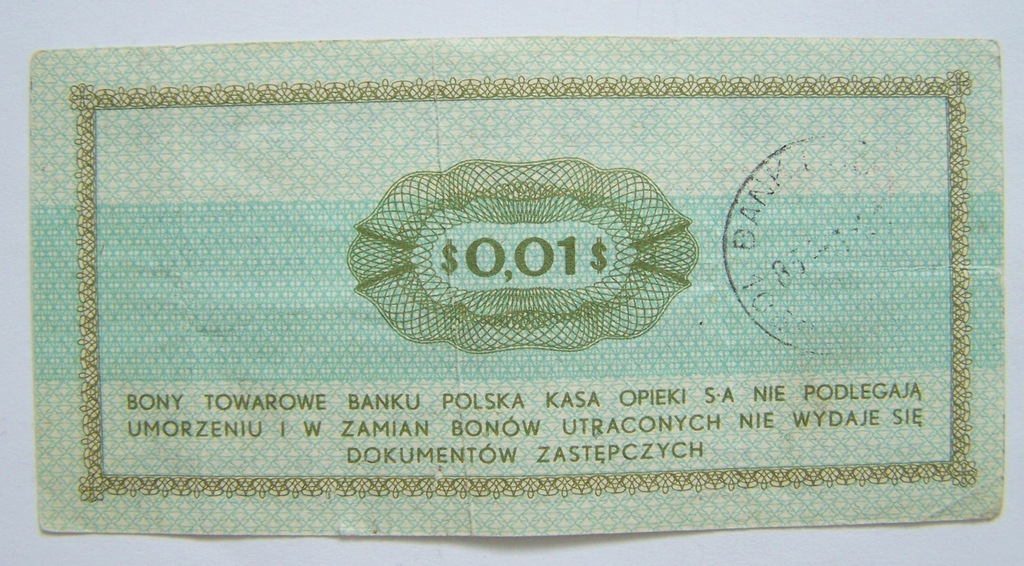 $0,01$
BANK
BONY TOWAROWE BANKU POLSKA KASA OPIEKI S·A NIE PODLEGAJĄ
UMORZENIU I W ZAMIAN BONÓW UTRACONYCH NIE WYDAJE SIĘ
DOKUMENTÓW ZASTĘPCZYCH